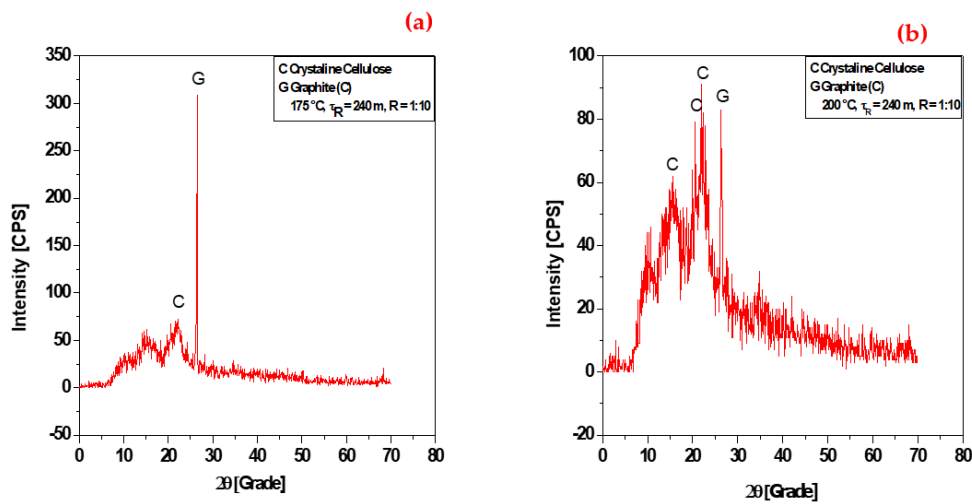 (a)
350
300
250
200
150
100
50
0
-50
Intensity [CPS]
C Crystaline Cellulose
G Graphite (C)
175 °C, τR = 240 m, R = 1:10
G
C
0 10 20 30 40 50 60 70 80
2θ [Grade]
(b)
100
80
60
40
20
0
-20
Intensity [CPS]
C Crystaline Cellulose
G Graphite (C)
200 °C, τR = 240 m, R = 1:10
C
C
C
G
0 10 20 30 40 50 60 70 80
2θ [Grade]